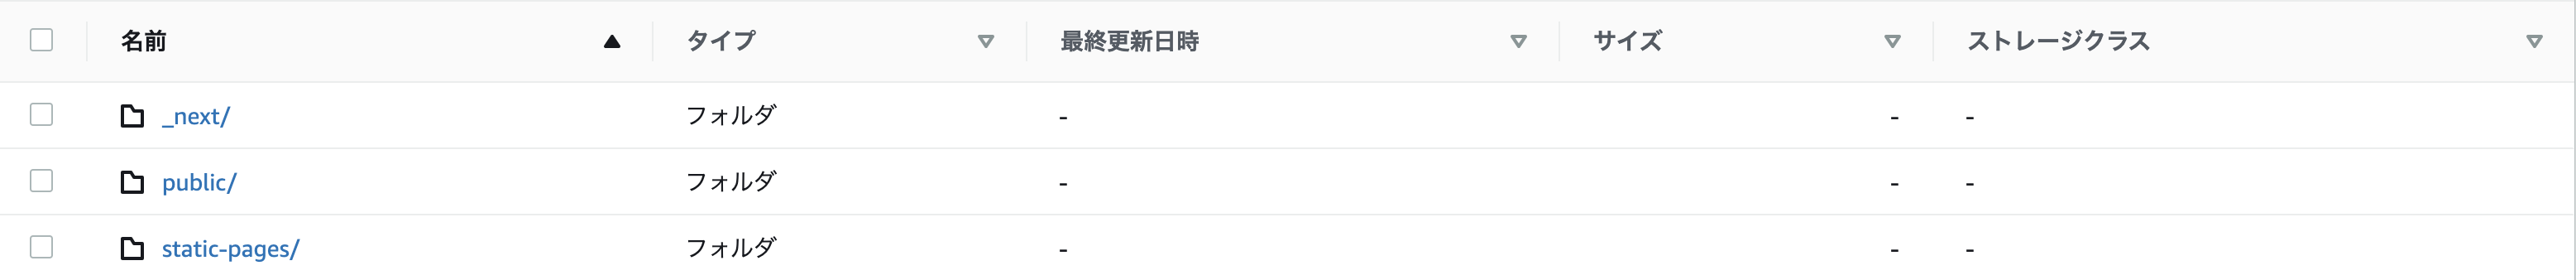 名前 タイプ 最終更新日時 サイズ ストレージクラス
_next/ フォルダ - - -
public/ フォルダ - - -
static-pages/ フォルダ - - -